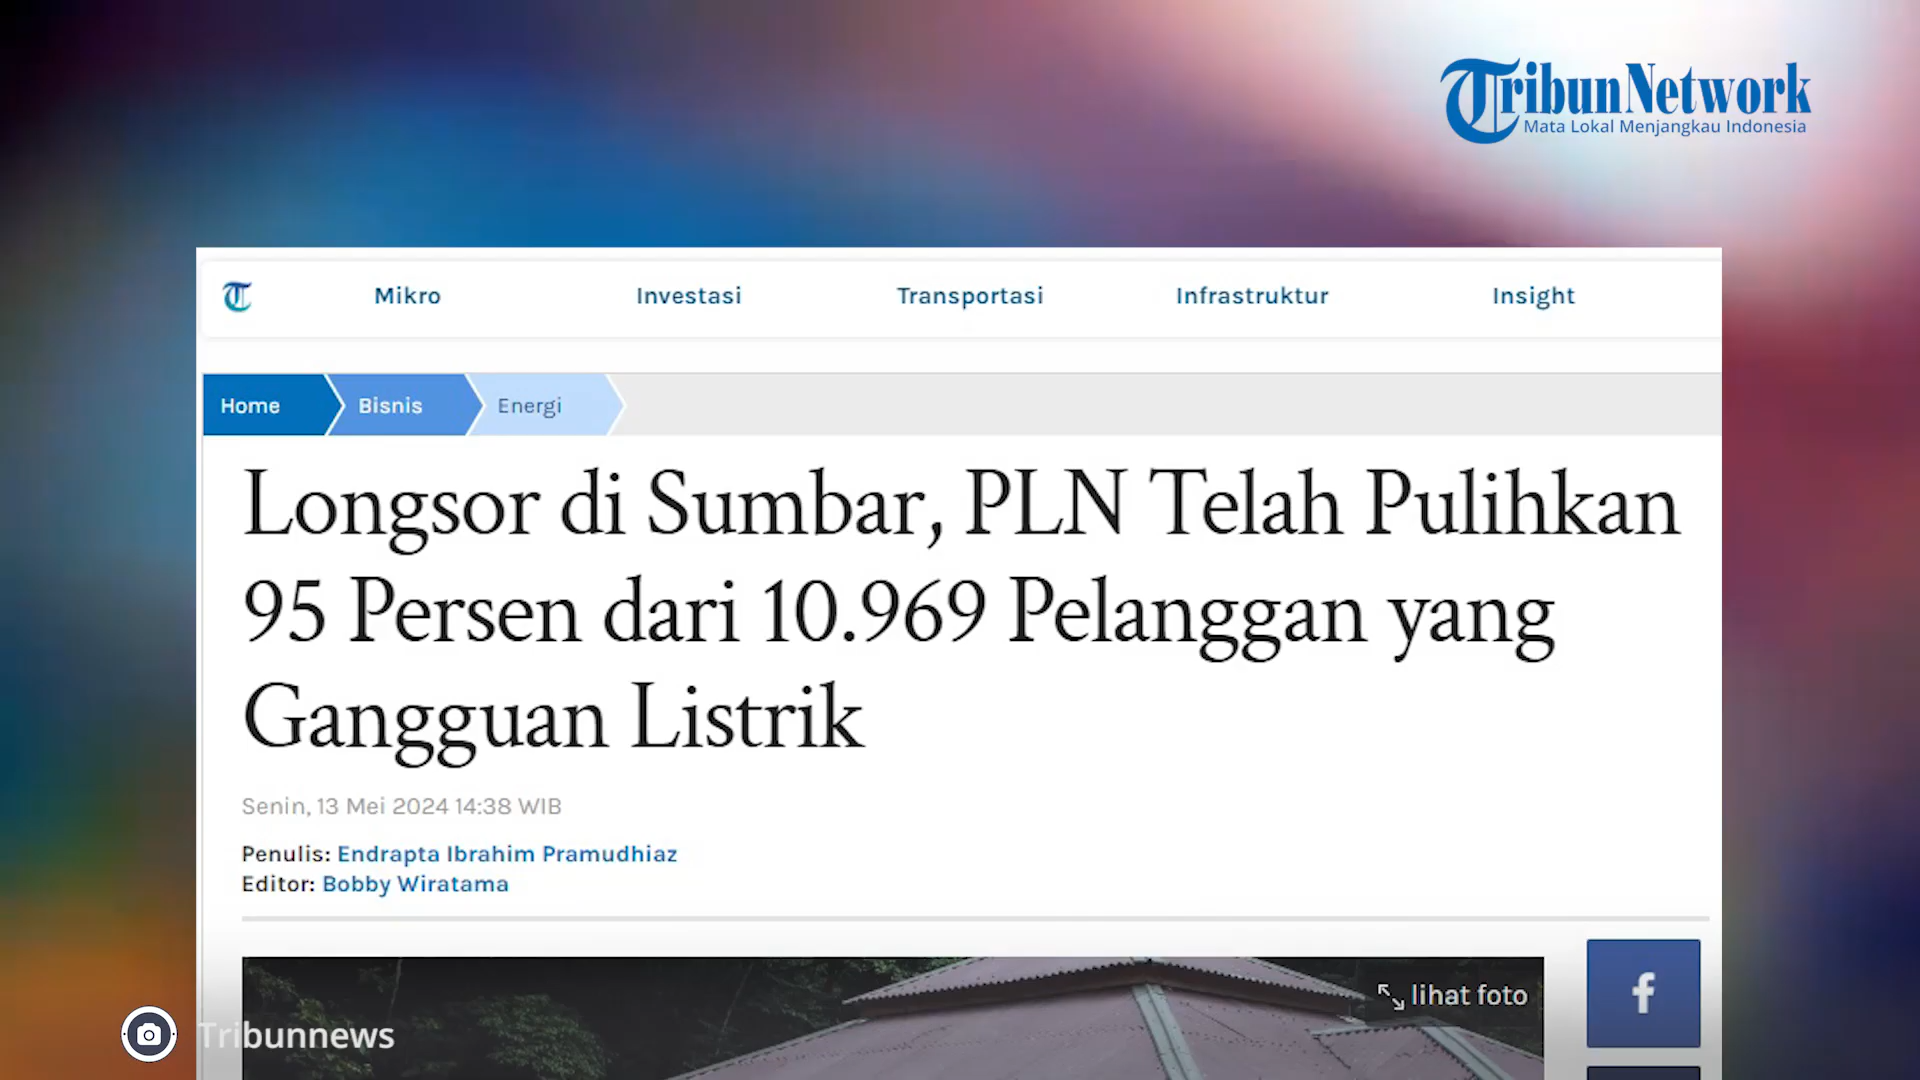 TribunNetwork
Mata Lokal Menjangkau Indonesia
Mikro Investasi Transportasi Infrastruktur Insight
Home Bisnis Energi
Longsor di Sumbar, PLN Telah Pulihkan
95 Persen dari 10.969 Pelanggan yang
Gangguan Listrik
Senin, 13 Mei 2024 14:38 WIB
Penulis: Endrapta Ibrahim Pramudhiaz
Editor: Bobby Wiratama
lihat foto
Tribunnews